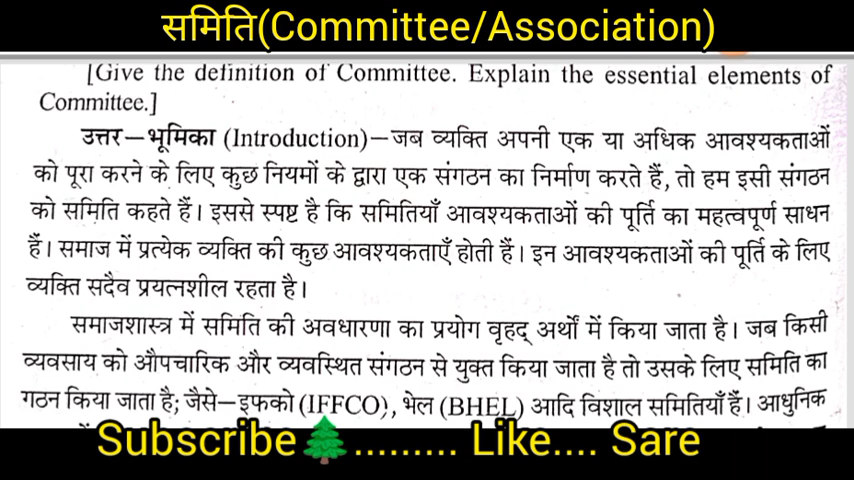 समिति(Committee/Association)
[Give the definition of Committee. Explain the essential elements of
Committee.]
उत्तर—भूमिका (Introduction)—जब व्यक्ति अपनी एक या अधिक आवश्यकताओं
को पूरा करने के लिए कुछ नियमों के द्वारा एक संगठन का निर्माण करते हैं, तो हम इसी संगठन
को समिति कहते हैं। इससे स्पष्ट है कि समितियाँ आवश्यकताओं की पूर्ति का महत्वपूर्ण साधन
हैं। समाज में प्रत्येक व्यक्ति की कुछ आवश्यकताएँ होती हैं। इन आवश्यकताओं की पूर्ति के लिए
व्यक्ति सदैव प्रयत्नशील रहता है।
समाजशास्त्र में समिति की अवधारणा का प्रयोग वृहद् अर्थों में किया जाता है। जब किसी
व्यवसाय को औपचारिक और व्यवस्थित संगठन से युक्त किया जाता है तो उसके लिए समिति का
गठन किया जाता है; जैसे—इफको (IFFCO), भेल (BHEL) आदि विशाल समितियाँ हैं। आधुनिक
Subscribe🌲......... Like.... Sare